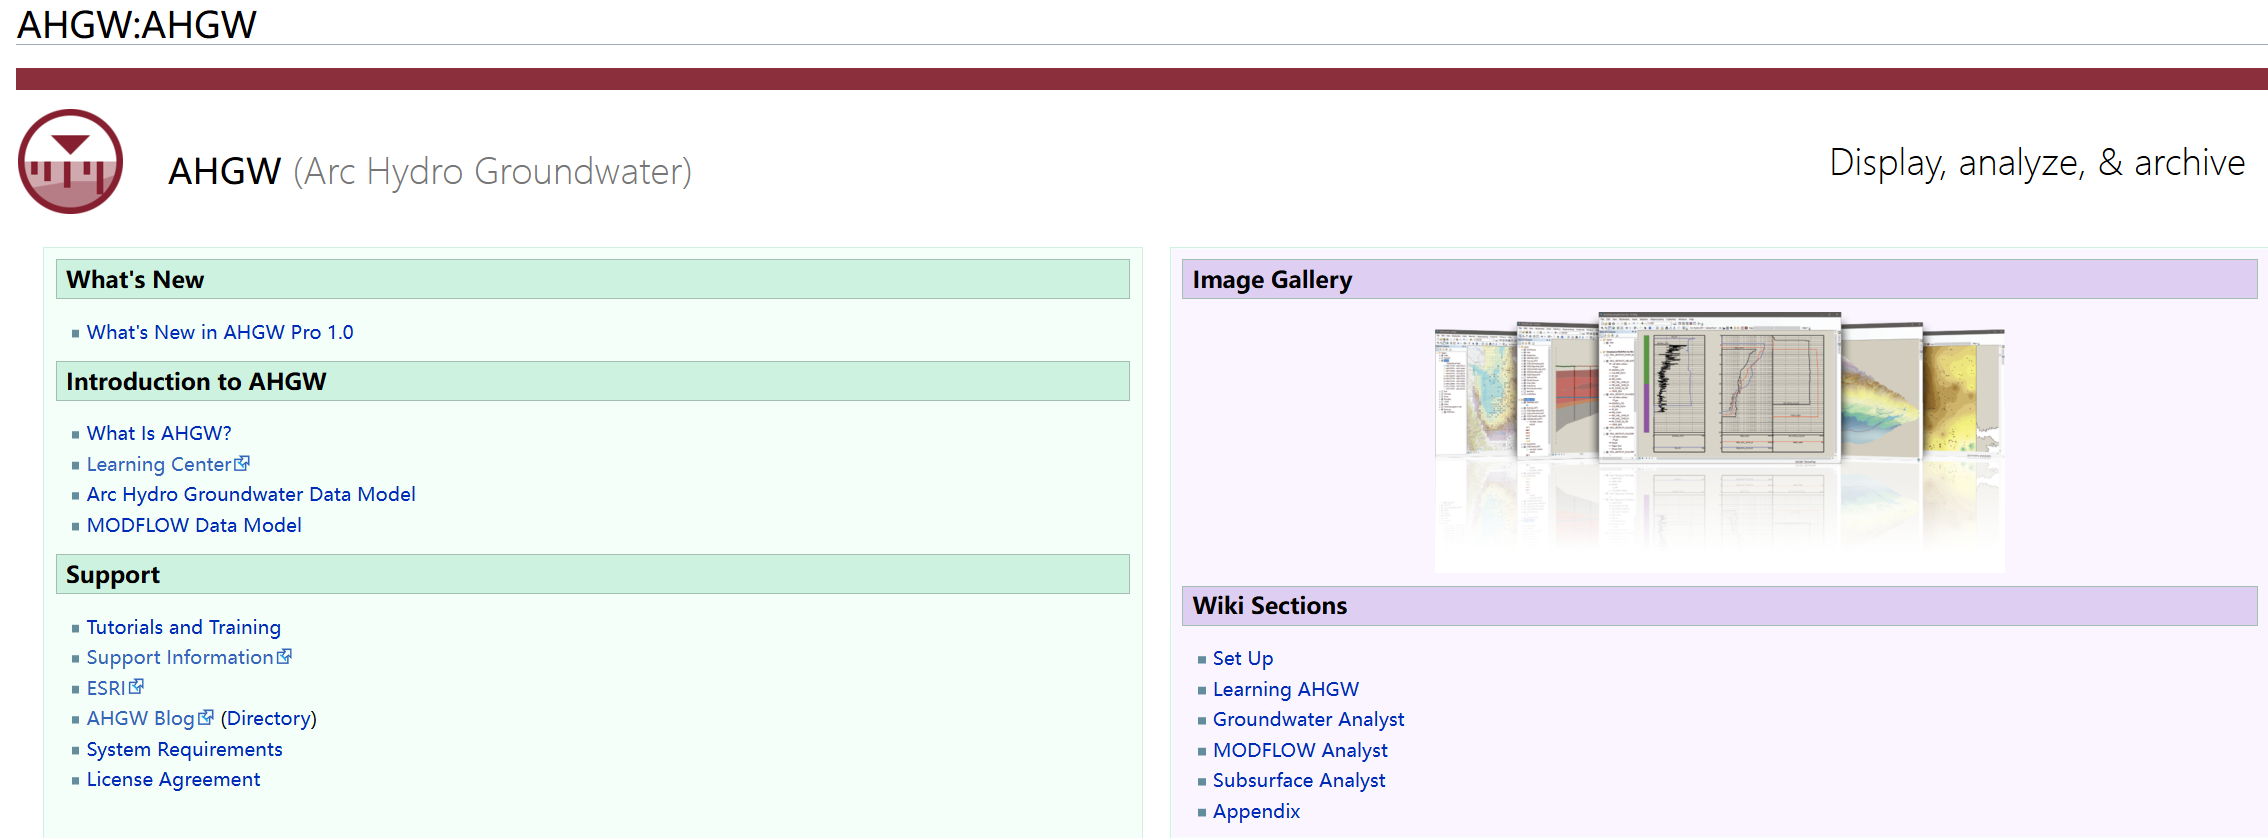 AHGW:AHGW
AHGW (Arc Hydro Groundwater)
Display, analyze, & archive
What's New
What's New in AHGW Pro 1.0
Introduction to AHGW
What Is AHGW?
Learning Center
Arc Hydro Groundwater Data Model
MODFLOW Data Model
Support
Tutorials and Training
Support Information
ESRI
AHGW Blog (Directory)
System Requirements
License Agreement
Image Gallery
Wiki Sections
Set Up
Learning AHGW
Groundwater Analyst
MODFLOW Analyst
Subsurface Analyst
Appendix